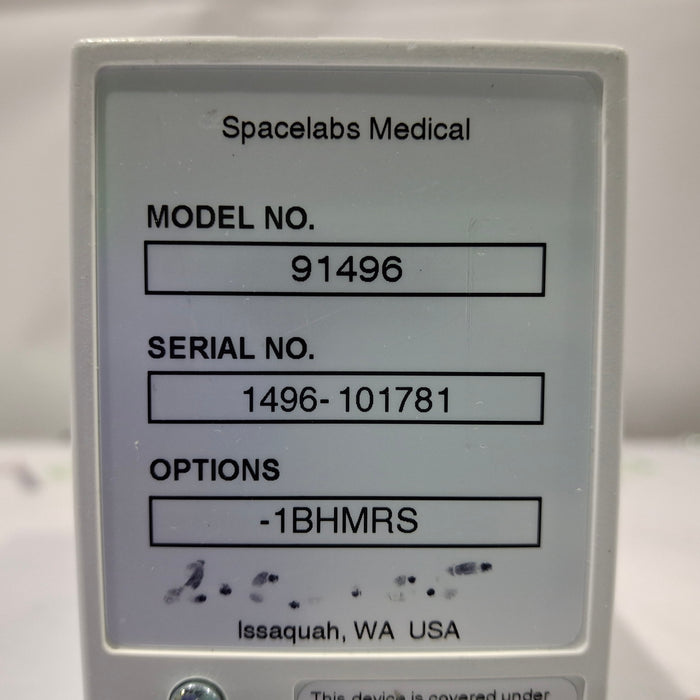 Spacelabs Medical
MODEL NO.
91496
SERIAL NO.
1496-101781
OPTIONS
-1BHMRS
Issaquah, WA USA
This device is covered under